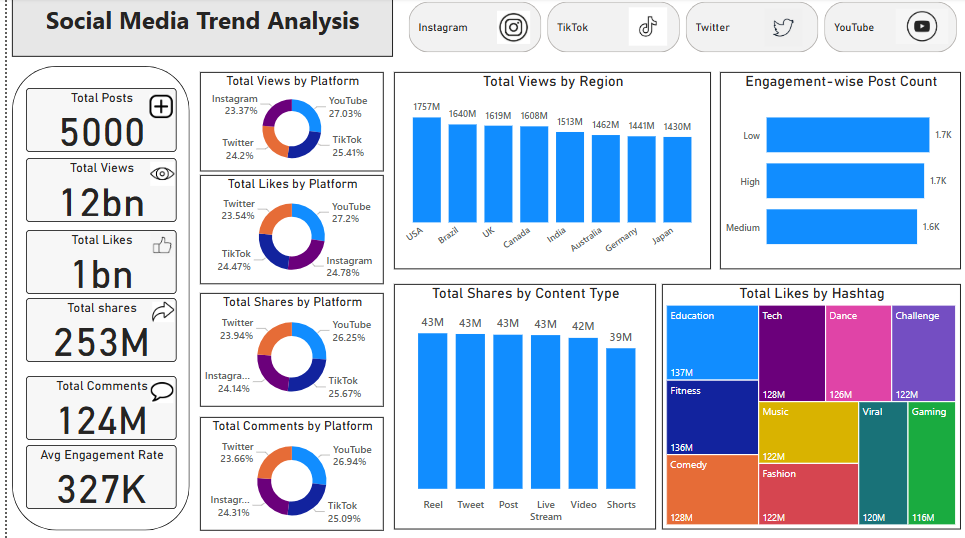 Social Media Trend Analysis
Instagram
TikTok
Twitter
YouTube
Total Posts
5000
Total Views
12bn
Total Likes
1bn
Total shares
253M
Total Comments
124M
Avg Engagement Rate
327K
Total Views by Platform
Instagram
23.37%
YouTube
27.03%
Twitter
24.2%
TikTok
25.41%
Total Likes by Platform
Twitter
23.54%
YouTube
27.2%
TikTok
24.47%
Instagram
24.78%
Total Shares by Platform
Twitter
23.94%
YouTube
26.25%
Instagra...
24.14%
TikTok
25.67%
Total Comments by Platform
Twitter
23.66%
YouTube
26.94%
Instagr...
24.31%
TikTok
25.09%
Total Views by Region
1757M
1640M
1619M
1608M
1513M
1462M
1441M
1430M
USA
Brazil
UK
Canada
India
Australia
Germany
Japan
Engagement-wise Post Count
Low
1.7K
High
1.7K
Medium
1.6K
Total Shares by Content Type
43M
43M
43M
43M
42M
39M
Reel
Tweet
Post
Live
Stream
Video
Shorts
Total Likes by Hashtag
Education
137M
Fitness
136M
Comedy
128M
Tech
128M
Dance
126M
Challenge
122M
Music
122M
Fashion
122M
Viral
120M
Gaming
116M